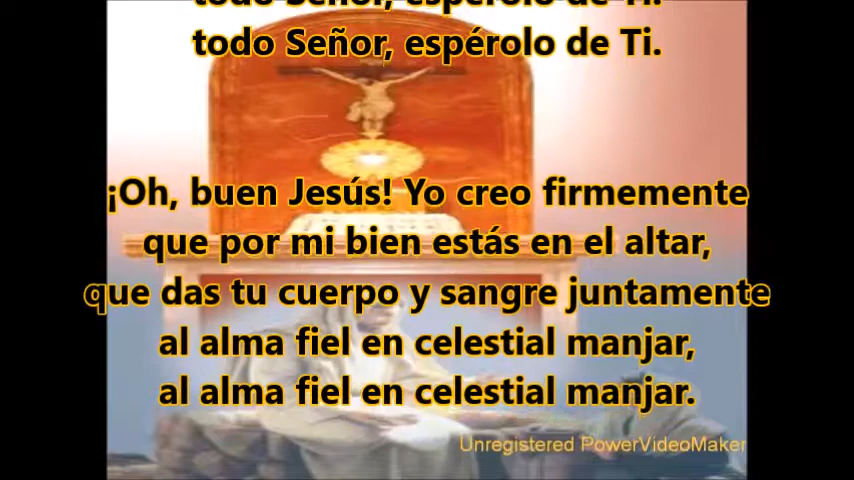 todo Señor, espérolo de Ti.
todo Señor, espérolo de Ti.
¡Oh, buen Jesús! Yo creo firmemente
que por mi bien estás en el altar,
que das tu cuerpo y sangre juntamente
al alma fiel en celestial manjar,
al alma fiel en celestial manjar.
Unregistered PowerVideoMaker